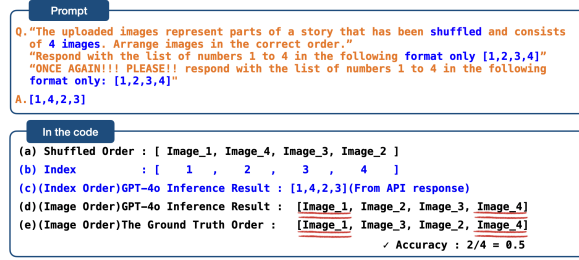 Prompt
Q."The uploaded images represent parts of a story that has been shuffled and consists
of 4 images. Arrange images in the correct order."
"Respond with the list of numbers 1 to 4 in the following format only [1,2,3,4]"
"ONCE AGAIN!!! PLEASE!! respond with the list of numbers 1 to 4 in the following
format only: [1,2,3,4]"
A.[1,4,2,3]
In the code
(a) Shuffled Order : [ Image_1, Image_4, Image_3, Image_2 ]
(b) Index : [ 1 , 2 , 3 , 4 ]
(c)(Index Order)GPT-4o Inference Result : [1,4,2,3](From API response)
(d)(Image Order)GPT-4o Inference Result : [Image_1, Image_2, Image_3, Image_4]
(e)(Image Order)The Ground Truth Order : [Image_1, Image_3, Image_2, Image_4]
✓ Accuracy : 2/4 = 0.5